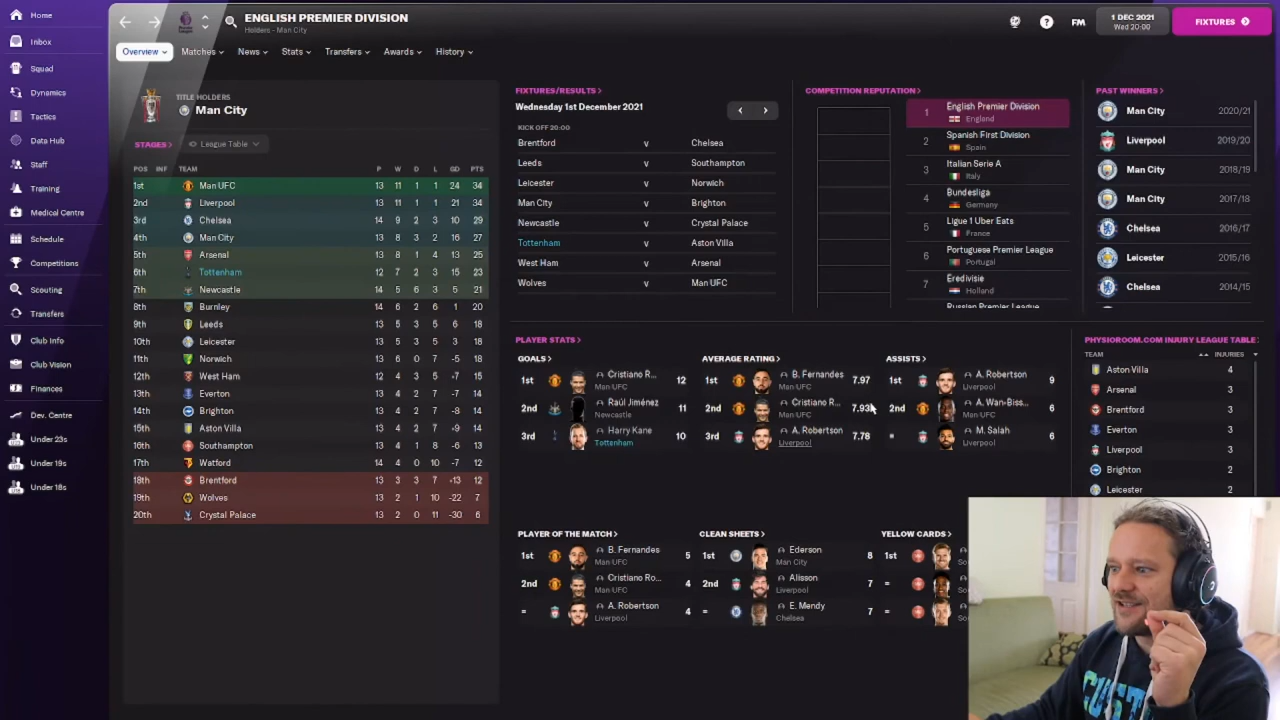 Home
Inbox
Squad
Dynamics
Tactics
Data Hub
Staff
Training
Medical Centre
Schedule
Competitions
Scouting
Transfers
Club Info
Club Vision
Finances
Dev. Centre
Under 23s
Under 19s
Under 18s
ENGLISH PREMIER DIVISION
Holders - Man City
FM
1 DEC 2021
Wed 20:00
FIXTURES
Overview
Matches
News
Stats
Transfers
Awards
History
TITLE HOLDERS
Man City
STAGES
League Table
POS INF TEAM P W D L GD PTS
1st Man UFC 13 11 1 1 24 34
2nd Liverpool 13 11 1 1 21 34
3rd Chelsea 14 9 2 3 10 29
4th Man City 13 8 3 2 16 27
5th Arsenal 13 8 1 4 13 25
6th Tottenham 12 7 2 3 15 23
7th Newcastle 14 5 6 3 5 21
8th Burnley 14 6 2 6 1 20
9th Leeds 13 5 3 5 6 18
10th Leicester 13 5 3 5 3 18
11th Norwich 13 6 0 7 -5 18
12th West Ham 13 4 3 5 -7 15
13th Everton 13 4 2 7 -7 14
14th Brighton 13 4 2 7 -8 14
15th Aston Villa 13 4 2 7 -9 14
16th Southampton 13 4 1 8 -6 13
17th Watford 14 4 0 10 -7 12
18th Brentford 13 3 3 7 -13 12
19th Wolves 13 2 1 10 -22 7
20th Crystal Palace 13 2 0 11 -30 6
FIXTURES/RESULTS
Wednesday 1st December 2021
KICK OFF 20:00
Brentford v Chelsea
Leeds v Southampton
Leicester v Norwich
Man City v Brighton
Newcastle v Crystal Palace
Tottenham v Aston Villa
West Ham v Arsenal
Wolves v Man UFC
COMPETITION REPUTATION
1 English Premier Division
England
2 Spanish First Division
Spain
3 Italian Serie A
Italy
4 Bundesliga
Germany
5 Ligue 1 Uber Eats
France
6 Portuguese Premier League
Portugal
7 Eredivisie
Holland
Russian Premier League
PAST WINNERS
Man City 2020/21
Liverpool 2019/20
Man City 2018/19
Man City 2017/18
Chelsea 2016/17
Leicester 2015/16
Chelsea 2014/15
PLAYER STATS
GOALS
1st Cristiano R... 12
Man UFC
2nd Raúl Jiménez 11
Newcastle
3rd Harry Kane 10
Tottenham
AVERAGE RATING
1st B. Fernandes 7.97
Man UFC
2nd Cristiano R... 7.93
Man UFC
3rd A. Robertson 7.78
Liverpool
ASSISTS
1st A. Robertson 9
Liverpool
2nd A. Wan-Biss... 6
Man UFC
= M. Salah 6
Liverpool
PHYSIOROOM.COM INJURY LEAGUE TABLE
TEAM INJURIES
Aston Villa 4
Arsenal 3
Brentford 3
Everton 3
Liverpool 3
Brighton 2
Leicester 2
PLAYER OF THE MATCH
1st B. Fernandes 5
Man UFC
2nd Cristiano Ro... 4
Man UFC
= A. Robertson 4
Liverpool
CLEAN SHEETS
1st Ederson 8
Man City
2nd Alisson 7
Liverpool
= E. Mendy 7
Chelsea
YELLOW CARDS
1st
=
=